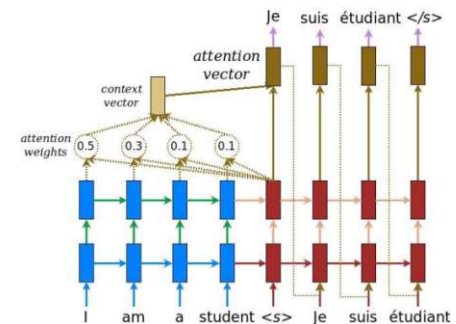 Je suis étudiant </s>
attention
vector
context
vector
attention
weights
0.5 0.3 0.1 0.1
I am a student <s> Je suis étudiant